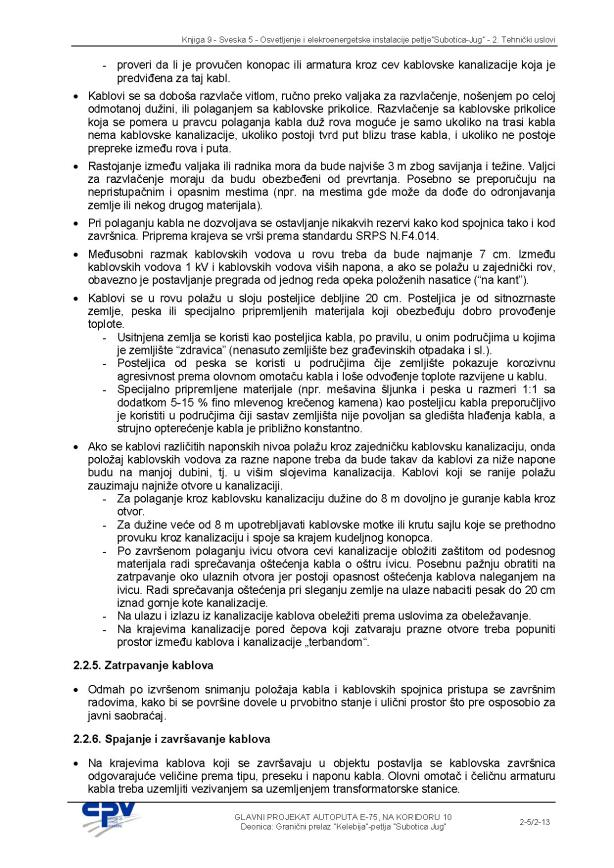 Knjiga 9 - Sveska 5 - Osvetljenje i elekroenergetske instalacije petlje"Subotica-Jug" - 2. Tehnički uslovi
- proveri da li je provučen konopac ili armatura kroz cev kablovske kanalizacije koja je
predviđena za taj kabl.
• Kablovi se sa doboša razvlače vitlom, ručno preko valjaka za razvlačenje, nošenjem po celoj
odmotanoj dužini, ili polaganjem sa kablovske prikolice. Razvlačenje sa kablovske prikolice
koja se pomera u pravcu polaganja kabla duž rova moguće je samo ukoliko na trasi kabla
nema kablovske kanalizacije, ukoliko postoji tvrd put blizu trase kabla, i ukoliko ne postoje
prepreke između rova i puta.
• Rastojanje između valjaka ili radnika mora da bude najviše 3 m zbog savijanja i težine. Valjci
za razvlačenje moraju da budu obezbeđeni od prevrtanja. Posebno se preporučuju na
nepristupačnim i opasnim mestima (npr. na mestima gde može da dođe do odronjavanja
zemlje ili nekog drugog materijala).
• Pri polaganju kabla ne dozvoljava se ostavljanje nikakvih rezervi kako kod spojnica tako i kod
završnica. Priprema krajeva se vrši prema standardu SRPS N.F4.014.
• Međusobni razmak kablovskih vodova u rovu treba da bude najmanje 7 cm. Između
kablovskih vodova 1 kV i kablovskih vodova viših napona, a ako se polažu u zajednički rov,
obavezno je postavljanje pregrada od jednog reda opeka položenih nasatice ("na kant").
• Kablovi se u rovu polažu u sloju posteljice debljine 20 cm. Posteljica je od sitnozrnaste
zemlje, peska ili specijalno pripremljenih materijala koji obezbeđuju dobro provođenje
toplote.
- Usitnjena zemlja se koristi kao posteljica kabla, po pravilu, u onim područjima u kojima
je zemljište "zdravica" (nenasuto zemljište bez građevinskih otpadaka i sl.).
- Posteljica od peska se koristi u područjima čije zemljište pokazuje korozivnu
agresivnost prema olovnom omotaču kabla i loše odvođenje toplote razvijene u kablu.
- Specijalno pripremljene materijale (npr. mešavina šljunka i peska u razmeri 1:1 sa
dodatkom 5-15 % fino mlevenog krečenog kamena) kao posteljicu kabla preporučljivo
je koristiti u područjima čiji sastav zemljišta nije povoljan sa gledišta hlađenja kabla, a
strujno opterećenje kabla je približno konstantno.
• Ako se kablovi različitih naponskih nivoa polažu kroz zajedničku kablovsku kanalizaciju, onda
položaj kablovskih vodova za razne napone treba da bude takav da kablovi za niže napone
budu na manjoj dubini, tj. u višim slojevima kanalizacija. Kablovi koji se ranije polažu
zauzimaju najniže otvore u kanalizaciji.
- Za polaganje kroz kablovsku kanalizaciju dužine do 8 m dovoljno je guranje kabla kroz
otvor.
- Za dužine veće od 8 m upotrebljavati kablovske motke ili krutu sajlu koje se prethodno
provuku kroz kanalizaciju i spoje sa krajem kudeljnog konopca.
- Po završenom polaganju ivicu otvora cevi kanalizacije obložiti zaštitom od podesnog
materijala radi sprečavanja oštećenja kabla o oštru ivicu. Posebnu pažnju obratiti na
zatrpavanje oko ulaznih otvora jer postoji opasnost oštećenja kablova naleganjem na
ivicu. Radi sprečavanja oštećenja pri sleganju zemlje na ulaze nabaciti pesak do 20 cm
iznad gornje kote kanalizacije.
- Na ulazu i izlazu iz kanalizacije kablova obeležiti prema uslovima za obeležavanje.
- Na krajevima kanalizacije pored čepova koji zatvaraju prazne otvore treba popuniti
prostor između kablova i kanalizacije „terbandom“.
2.2.5. Zatrpavanje kablova
• Odmah po izvršenom snimanju položaja kabla i kablovskih spojnica pristupa se završnim
radovima, kako bi se površine dovele u prvobitno stanje i ulični prostor što pre osposobio za
javni saobraćaj.
2.2.6. Spajanje i završavanje kablova
• Na krajevima kablova koji se završavaju u objektu postavlja se kablovska završnica
odgovarajuće veličine prema tipu, preseku i naponu kabla. Olovni omotač i čeličnu armaturu
kabla treba uzemljiti vezivanjem sa uzemljenjem transformatorske stanice.
CPV
GLAVNI PROJEKAT AUTOPUTA E-75, NA KORIDORU 10
Deonica: Granični prelaz "Kelebija"-petlja "Subotica Jug"
2-5/2-13